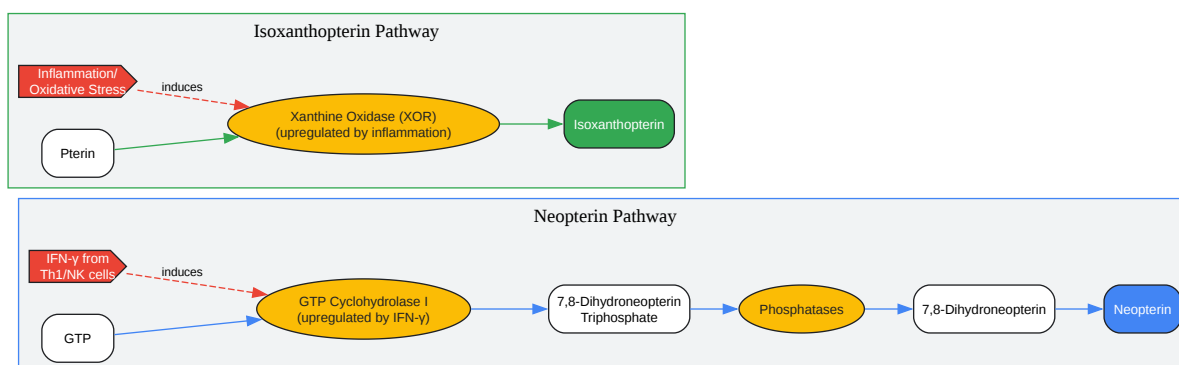 Isoxanthopterin Pathway
Inflammation/
Oxidative Stress
induces
Xanthine Oxidase (XOR)
(upregulated by inflammation)
Isoxanthopterin
Pterin
Neopterin Pathway
IFN-γ from
Th1/NK cells
induces
GTP Cyclohydrolase I
(upregulated by IFN-γ)
7,8-Dihydroneopterin
Triphosphate
Phosphatases
7,8-Dihydroneopterin
Neopterin
GTP